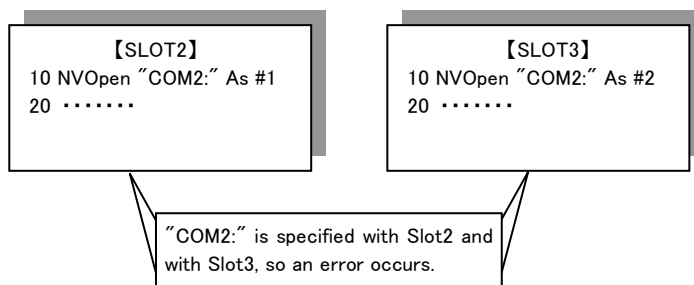 【SLOT2】
10 NVOpen "COM2:" As #1
20 ・・・・・・・
【SLOT3】
10 NVOpen "COM2:" As #2
20 ・・・・・・・
"COM2:" is specified with Slot2 and
with Slot3, so an error occurs.